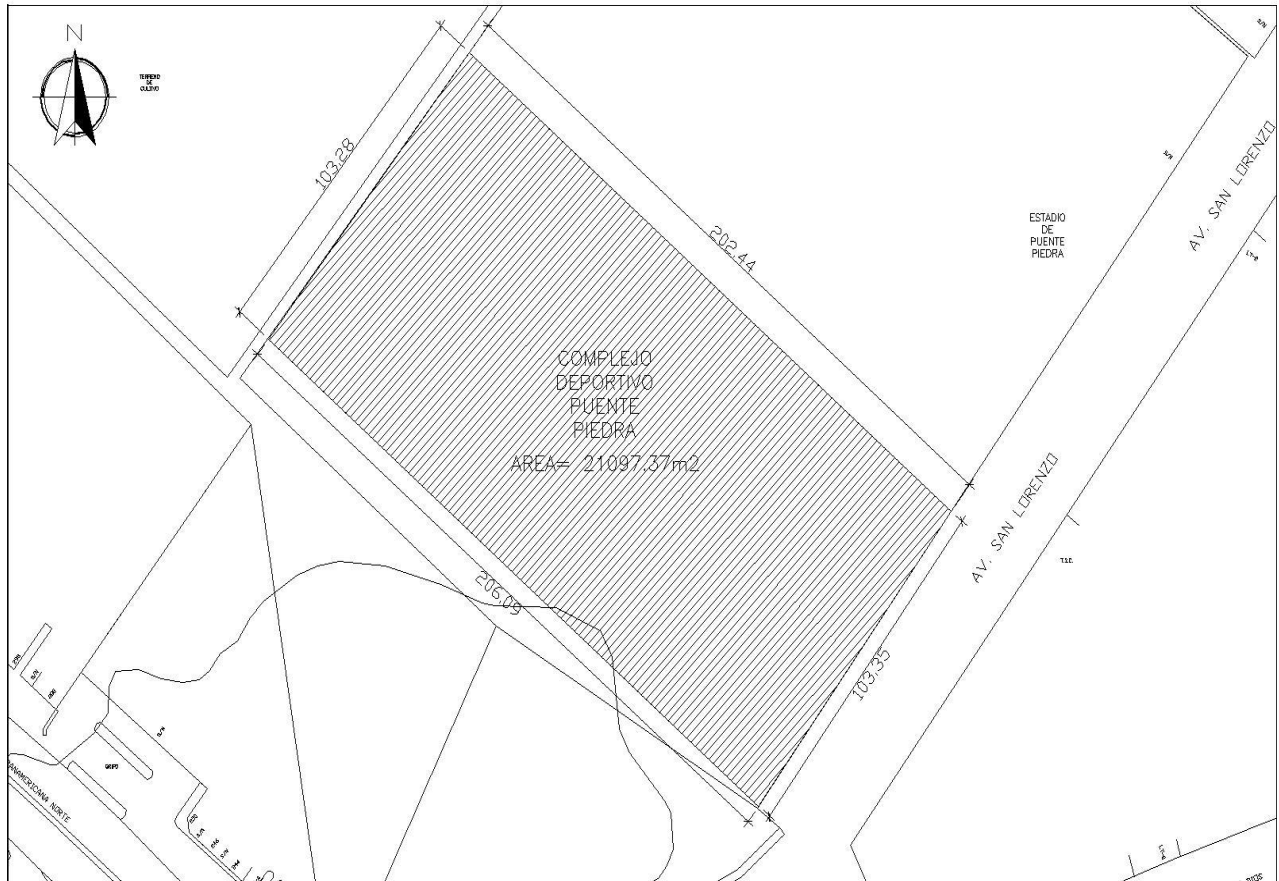 N
TERRENO
DE
CULTIVO
103.28
202.44
ESTADIO
DE
PUENTE
PIEDRA
AV. SAN LORENZO
COMPLEJO
DEPORTIVO
PUENTE
PIEDRA
AREA= 21097.37m2
AV. SAN LORENZO
206.09
103.35
GRIFO
PANAMERICANA NORTE